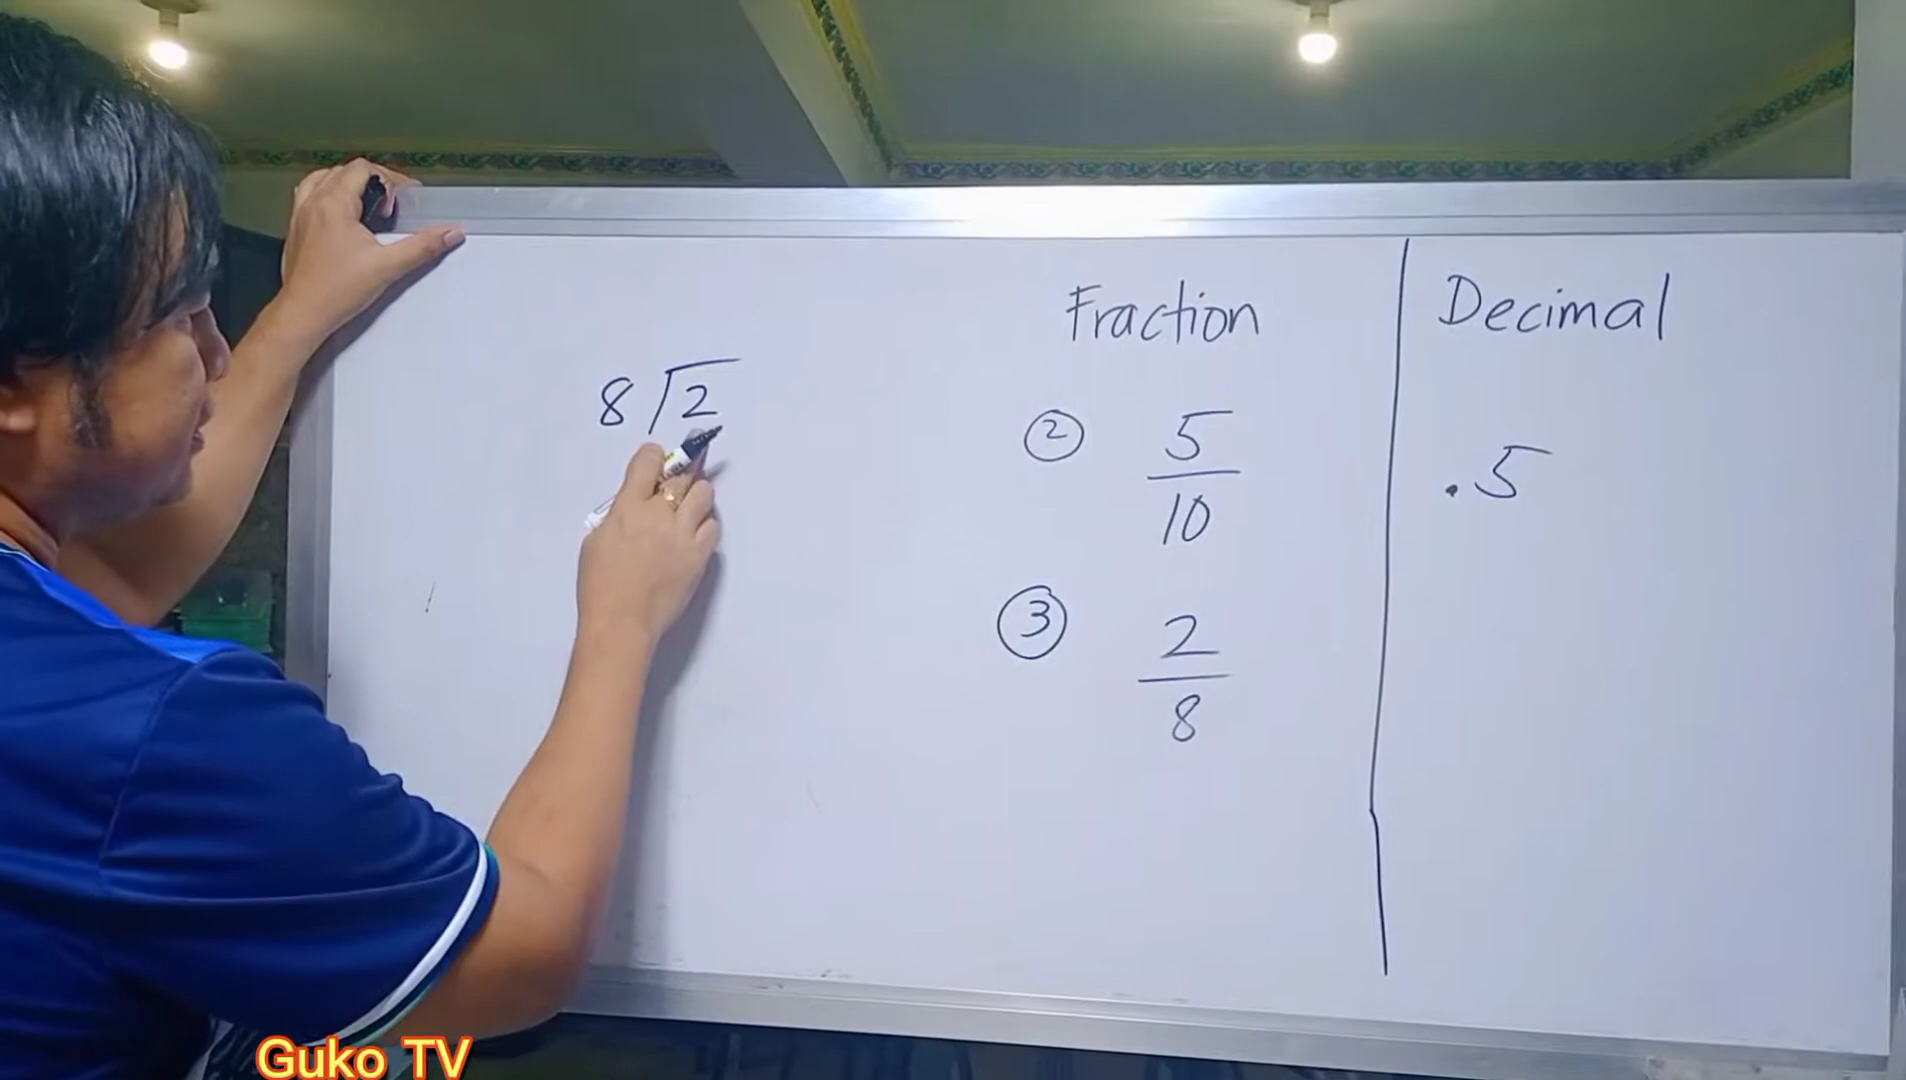 Fraction Decimal
8 √2
② 5/10 .5
③ 2/8
Guko TV